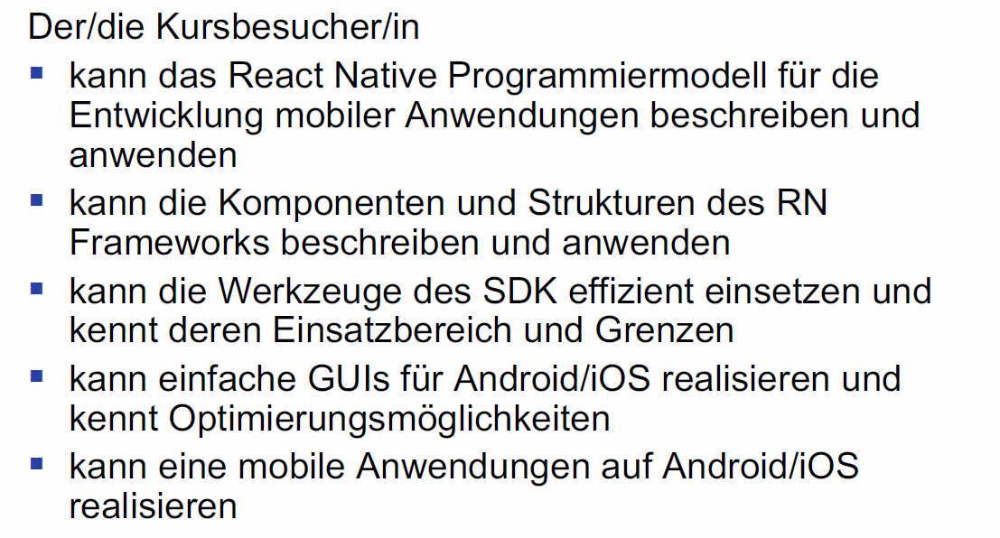 Der/die Kursbesucher/in
▪ kann das React Native Programmiermodell für die
Entwicklung mobiler Anwendungen beschreiben und
anwenden
▪ kann die Komponenten und Strukturen des RN
Frameworks beschreiben und anwenden
▪ kann die Werkzeuge des SDK effizient einsetzen und
kennt deren Einsatzbereich und Grenzen
▪ kann einfache GUIs für Android/iOS realisieren und
kennt Optimierungsmöglichkeiten
▪ kann eine mobile Anwendungen auf Android/iOS
realisieren